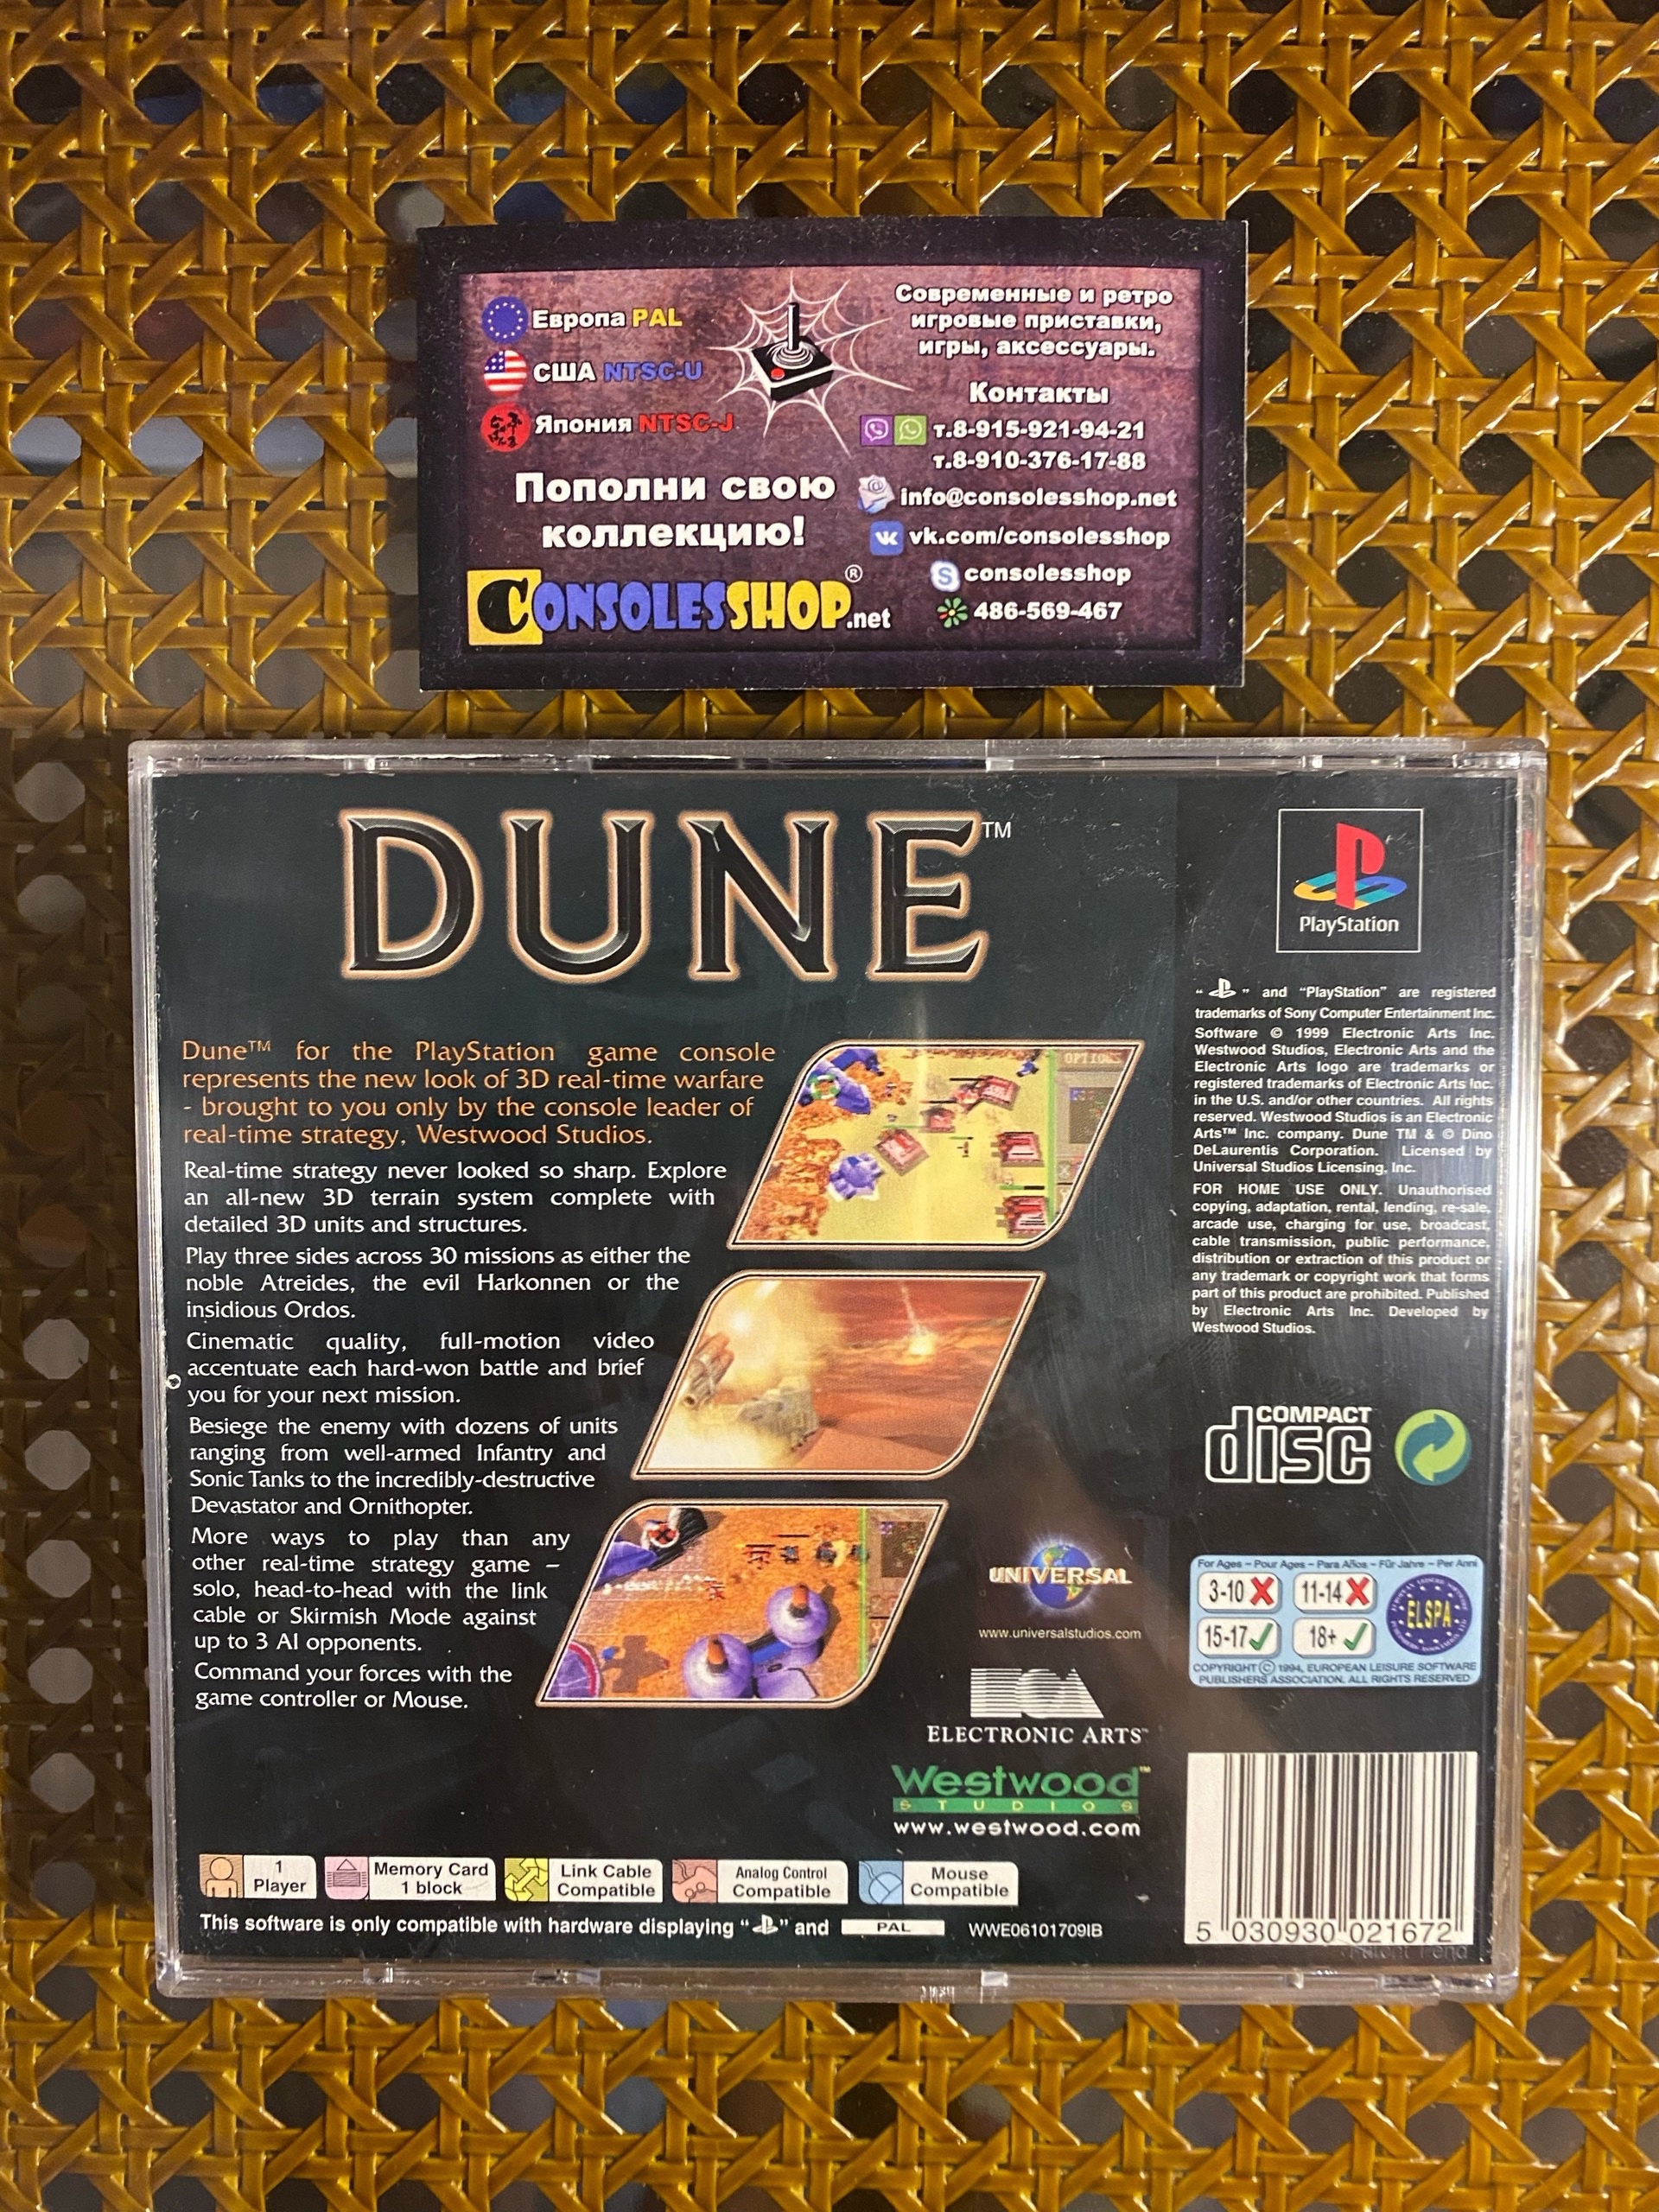 Европа PAL
США NTSC-U
Япония NTSC-J
Пополни свою
коллекцию!
CONSOLESSHOP.net®
Современные и ретро
игровые приставки,
игры, аксессуары.
Контакты
т.8-915-921-94-21
т.8-910-376-17-88
info@consolesshop.net
vk.com/consolesshop
consolesshop
486-569-467
DUNE™
Dune™ for the PlayStation game console
represents the new look of 3D real-time warfare
- brought to you only by the console leader of
real-time strategy, Westwood Studios.
Real-time strategy never looked so sharp. Explore
an all-new 3D terrain system complete with
detailed 3D units and structures.
Play three sides across 30 missions as either the
noble Atreides, the evil Harkonnen or the
insidious Ordos.
Cinematic quality, full-motion video
accentuate each hard-won battle and brief
you for your next mission.
Besiege the enemy with dozens of units
ranging from well-armed Infantry and
Sonic Tanks to the incredibly-destructive
Devastator and Ornithopter.
More ways to play than any
other real-time strategy game –
solo, head-to-head with the link
cable or Skirmish Mode against
up to 3 AI opponents.
Command your forces with the
game controller or Mouse.
OPTIONS
PlayStation
“ ” and “PlayStation” are registered
trademarks of Sony Computer Entertainment Inc.
Software © 1999 Electronic Arts Inc.
Westwood Studios, Electronic Arts and the
Electronic Arts logo are trademarks or
registered trademarks of Electronic Arts Inc.
in the U.S. and/or other countries. All rights
reserved. Westwood Studios is an Electronic
Arts™ Inc. company. Dune TM & © Dino
DeLaurentis Corporation. Licensed by
Universal Studios Licensing, Inc.
FOR HOME USE ONLY. Unauthorised
copying, adaptation, rental, lending, re-sale,
arcade use, charging for use, broadcast,
cable transmission, public performance,
distribution or extraction of this product or
any trademark or copyright work that forms
part of this product are prohibited. Published
by Electronic Arts Inc. Developed by
Westwood Studios.
COMPACT
disc
UNIVERSAL
www.universalstudios.com
EA
ELECTRONIC ARTS™
Westwood™
STUDIOS
www.westwood.com
For Ages – Pour Ages – Para Años – Für Jahre – Per Anni
3-10 11-14
15-17 18+
ELSPA
COPYRIGHT © 1994, EUROPEAN LEISURE SOFTWARE
PUBLISHERS ASSOCIATION. ALL RIGHTS RESERVED
1
Player
Memory Card
1 block
Link Cable
Compatible
Analog Control
Compatible
Mouse
Compatible
This software is only compatible with hardware displaying “ ” and PAL WWE06101709IB
5 030930 021672